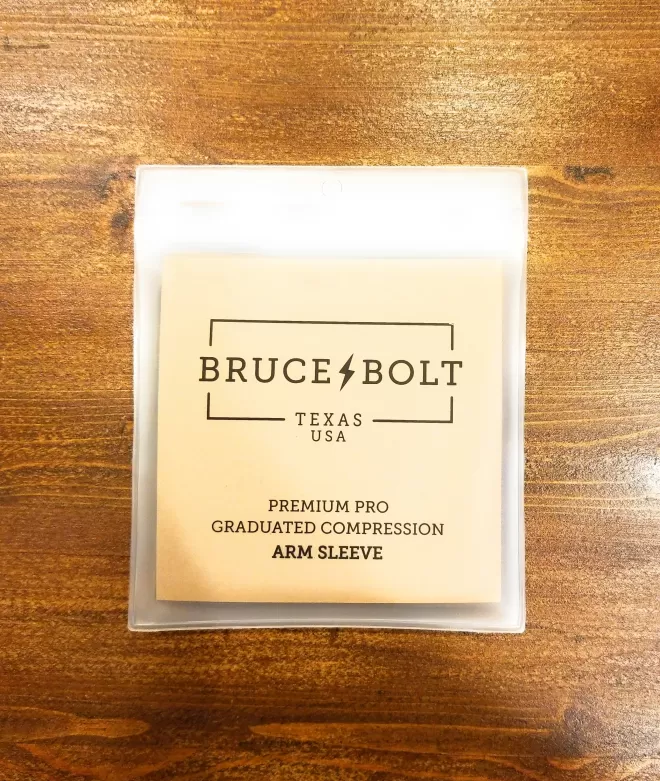 BRUCE BOLT
TEXAS
USA
PREMIUM PRO
GRADUATED COMPRESSION
ARM SLEEVE